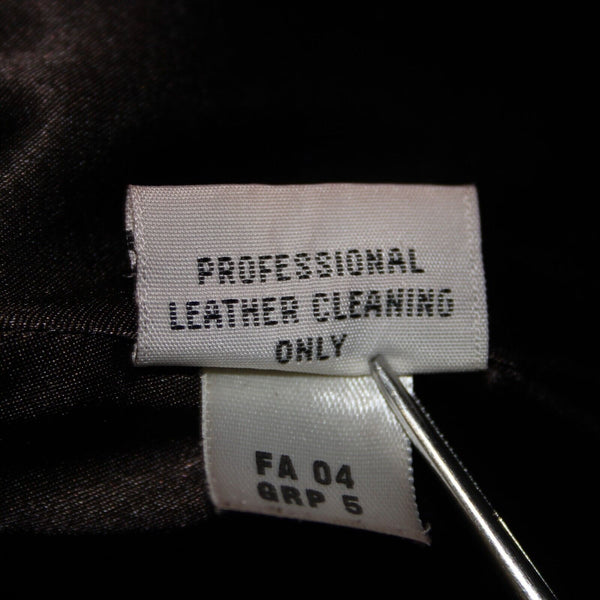 PROFESSIONAL
LEATHER CLEANING
ONLY
FA 04
GRP 5